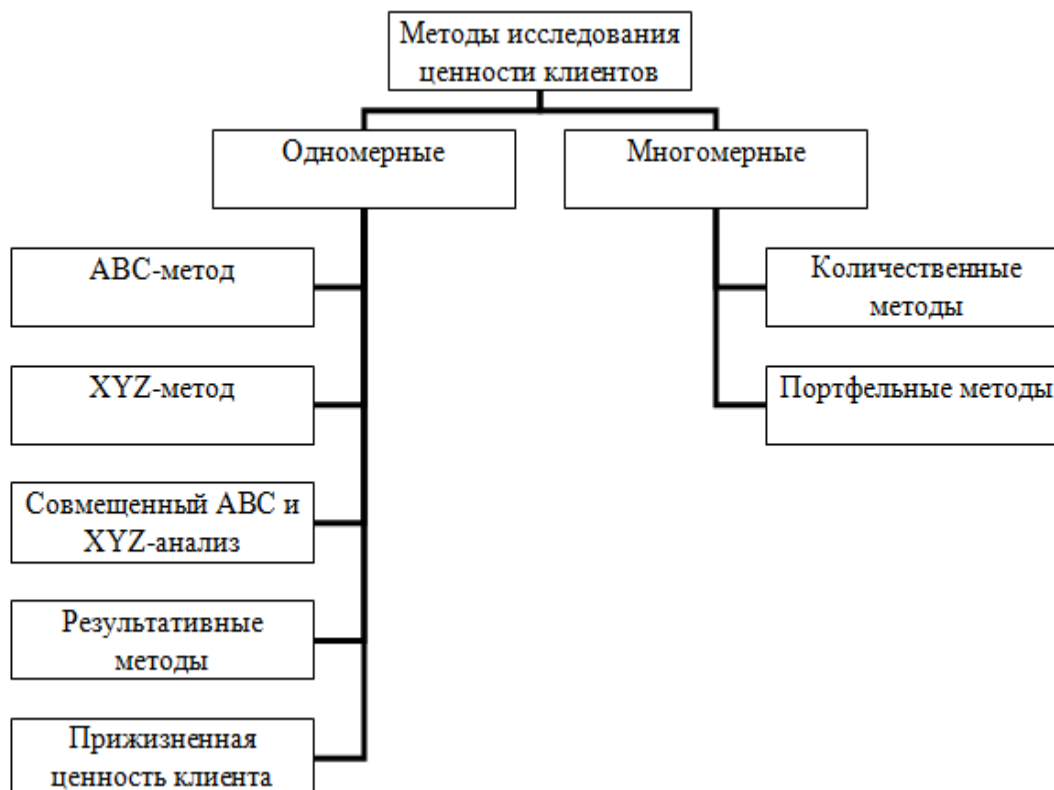 Методы исследования
ценности клиентов
Одномерные
Многомерные
ABC-метод
XYZ-метод
Совмещенный ABC и
XYZ-анализ
Результативные
методы
Прижизненная
ценность клиента
Количественные
методы
Портфельные методы